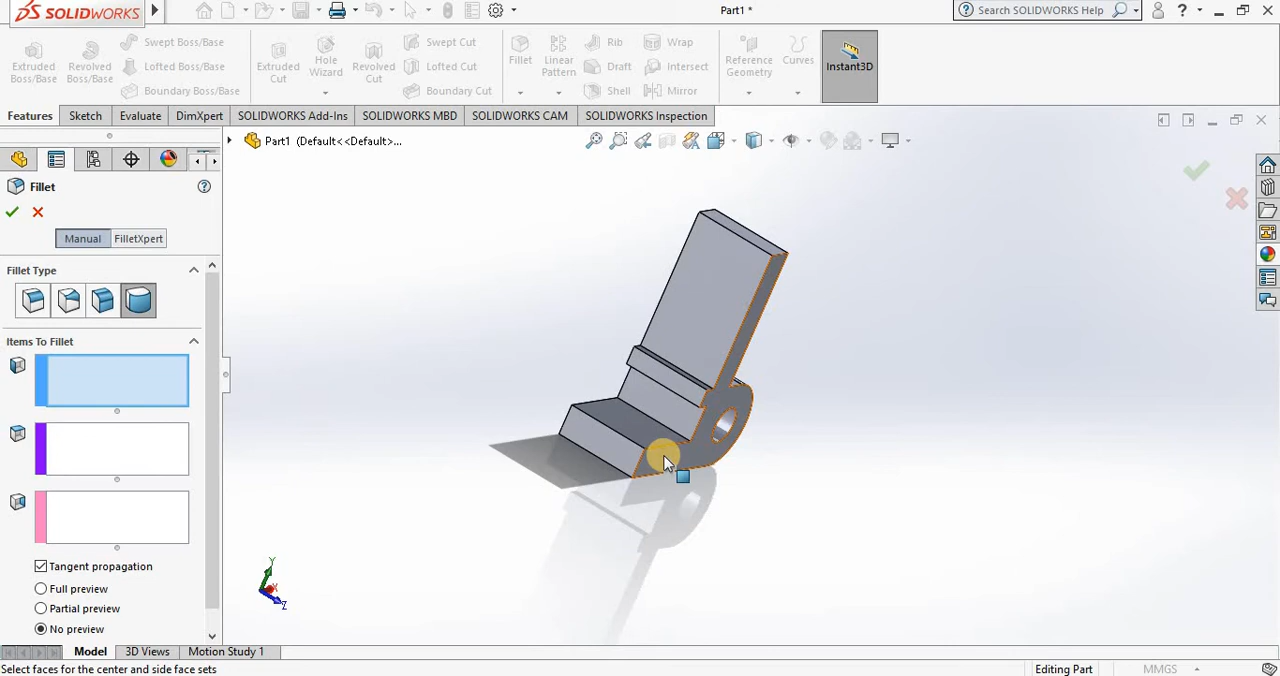 SOLIDWORKS
Part1 *
Search SOLIDWORKS Help
?
Extruded Boss/Base
Revolved Boss/Base
Swept Boss/Base
Lofted Boss/Base
Boundary Boss/Base
Extruded Cut
Hole Wizard
Revolved Cut
Swept Cut
Lofted Cut
Boundary Cut
Fillet
Linear Pattern
Rib
Draft
Shell
Wrap
Intersect
Mirror
Reference Geometry
Curves
Instant3D
Features
Sketch
Evaluate
DimXpert
SOLIDWORKS Add-Ins
SOLIDWORKS MBD
SOLIDWORKS CAM
SOLIDWORKS Inspection
Part1 (Default<<Default>...
Fillet
?
Manual
FilletXpert
Fillet Type
Items To Fillet
Tangent propagation
Full preview
Partial preview
No preview
Y
X
Z
Model
3D Views
Motion Study 1
Select faces for the center and side face sets
Editing Part
MMGS